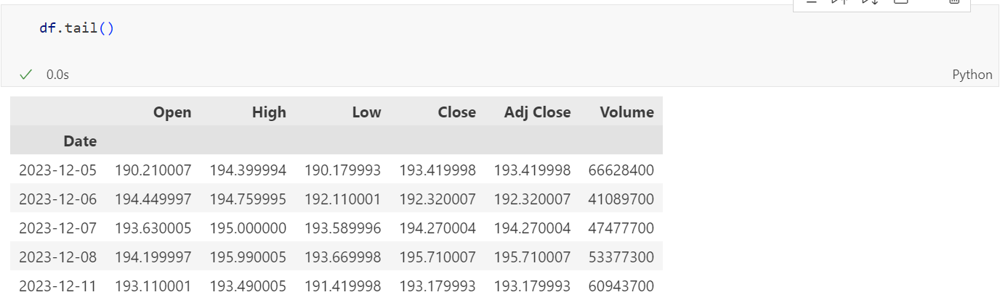 df.tail()
0.0s
Python
Open High Low Close Adj Close Volume
Date
2023-12-05 190.210007 194.399994 190.179993 193.419998 193.419998 66628400
2023-12-06 194.449997 194.759995 192.110001 192.320007 192.320007 41089700
2023-12-07 193.630005 195.000000 193.589996 194.270004 194.270004 47477700
2023-12-08 194.199997 195.990005 193.669998 195.710007 195.710007 53377300
2023-12-11 193.110001 193.490005 191.419998 193.179993 193.179993 60943700